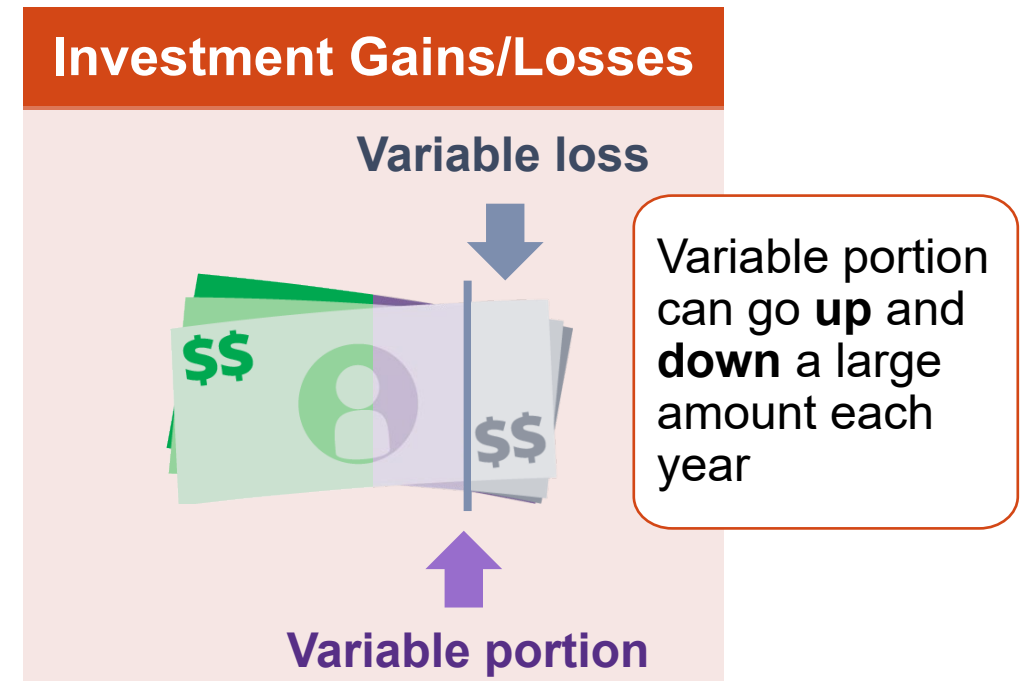 Investment Gains/Losses
Variable loss
$$
$$
Variable portion
Variable portion
can go up and
down a large
amount each
year